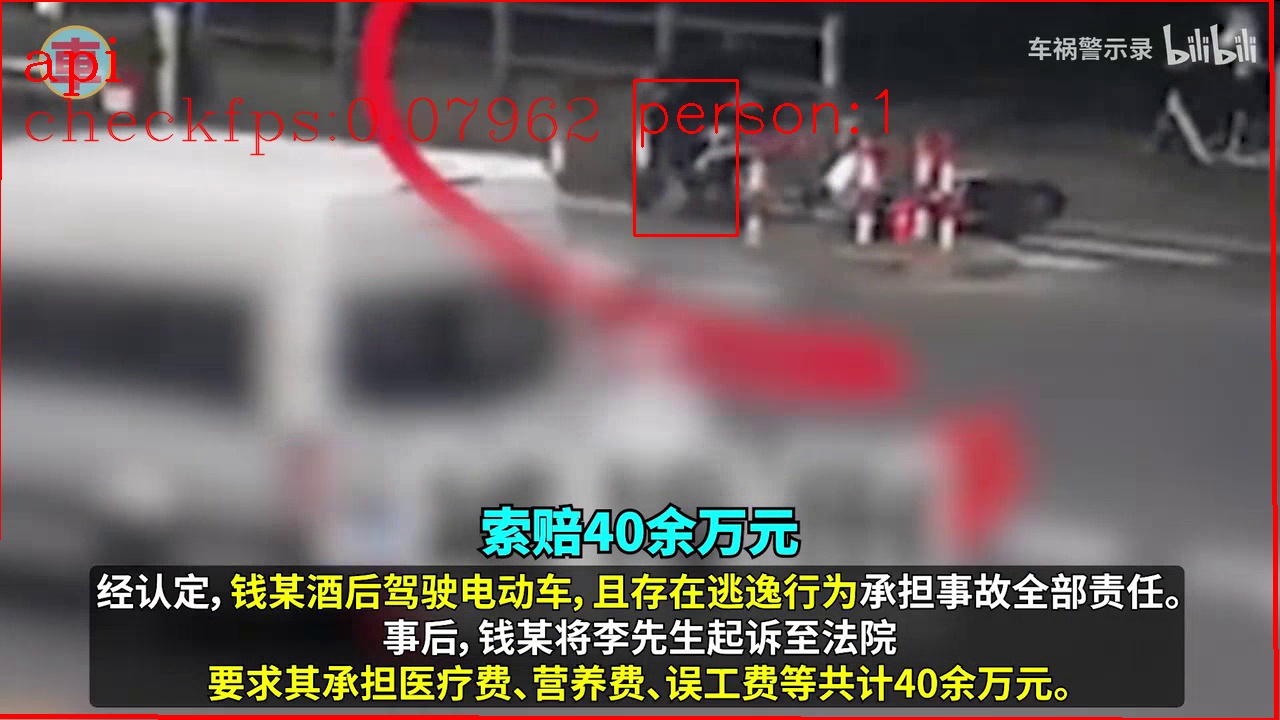 车祸警示录 bilibili
車
api
checkfps:0.07962
person:1
索赔40余万元
经认定,钱某酒后驾驶电动车,且存在逃逸行为承担事故全部责任。
事后,钱某将李先生起诉至法院
要求其承担医疗费、营养费、误工费等共计40余万元。